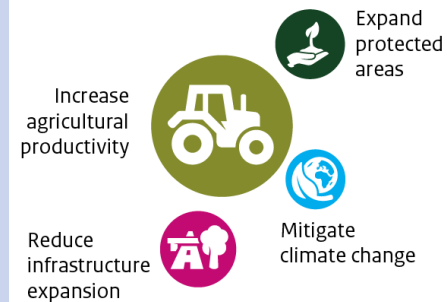 Expand
protected
areas
Increase
agricultural
productivity
Mitigate
climate change
Reduce
infrastructure
expansion